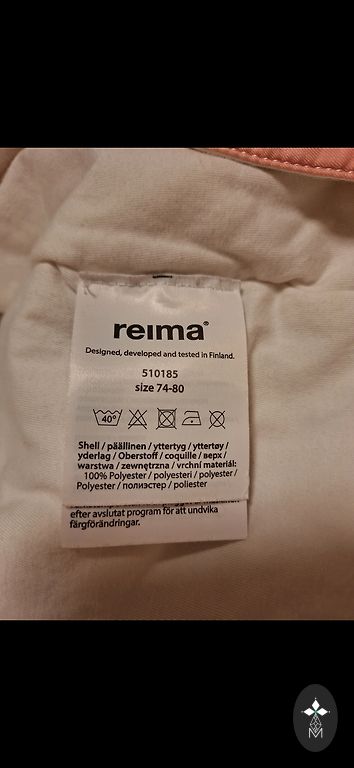 reima®
Designed, developed and tested in Finland.
510185
size 74-80
40°
Shell / päällinen / yttertyg / yttertøy /
yderlag / Oberstoff / coquille / верх /
warstwa / zewnętrzna / vrchní materiál:
100% Polyester / polyesteri / polyester /
Polyester / полиэстер / poliester
efter avslutat program för att undvika
färgförändringar.
M